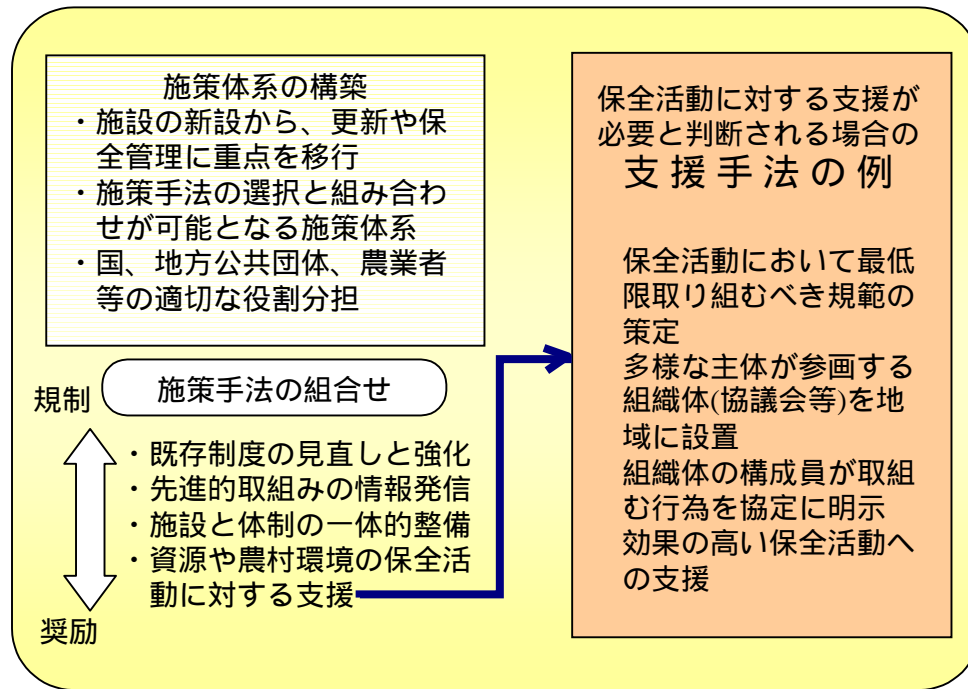 施策体系の構築
・施設の新設から、更新や保
全管理に重点を移行
・施策手法の選択と組み合わ
せが可能となる施策体系
・国、地方公共団体、農業者
等の適切な役割分担
施策手法の組合せ
規制
・既存制度の見直しと強化
・先進的取組みの情報発信
・施設と体制の一体的整備
・資源や農村環境の保全活
動に対する支援
奨励
保全活動に対する支援が
必要と判断される場合の
支援手法の例
保全活動において最低
限取り組むべき規範の
策定
多様な主体が参画する
組織体(協議会等)を地
域に設置
組織体の構成員が取組
む行為を協定に明示
効果の高い保全活動へ
の支援